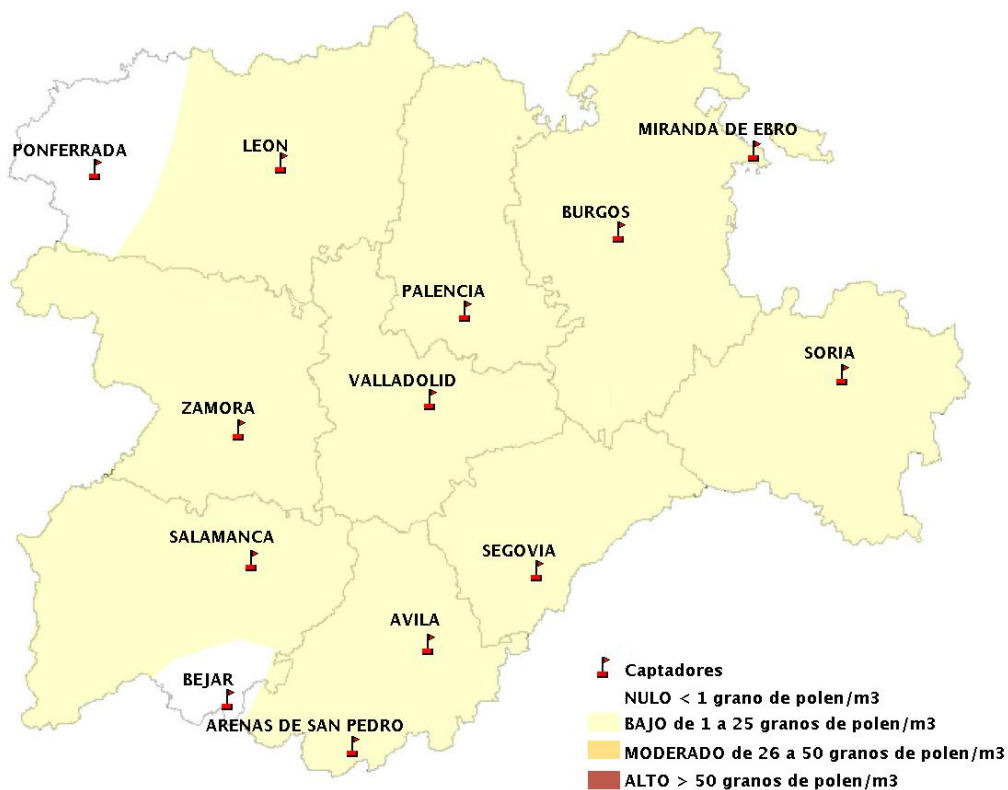 MIRANDA DE EBRO
PONFERRADA
LEON
BURGOS
PALENCIA
SORIA
VALLADOLID
ZAMORA
SALAMANCA
SEGOVIA
AVILA
BEJAR
ARENAS DE SAN PEDRO
Captadores
NULO < 1 grano de polen/m3
BAJO de 1 a 25 granos de polen/m3
MODERADO de 26 a 50 granos de polen/m3
ALTO > 50 granos de polen/m3